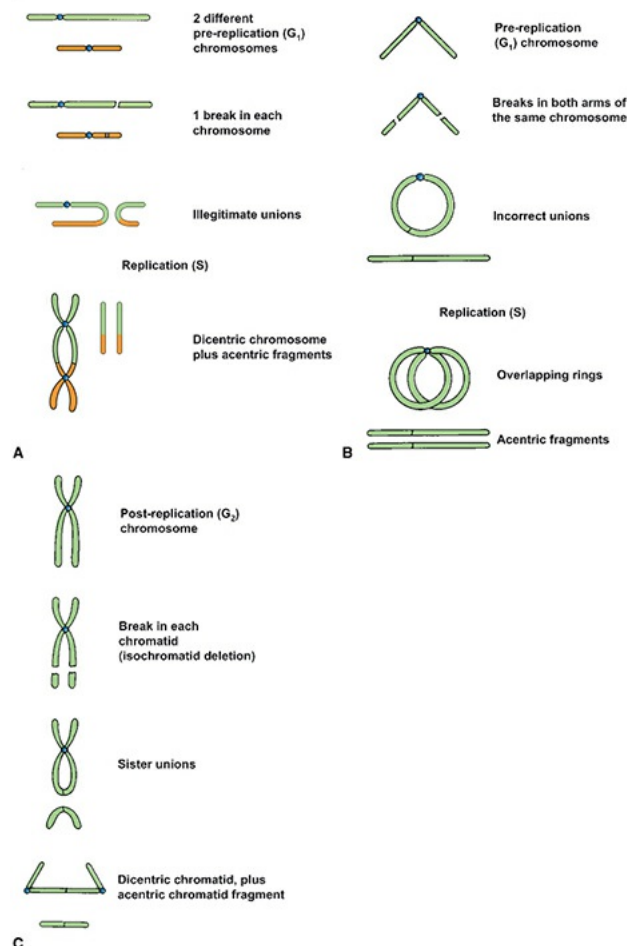 2 different
pre-replication (G₁)
chromosomes
1 break in each
chromosome
Illegitimate unions
Replication (S)
Dicentric chromosome
plus acentric fragments
A
Pre-replication
(G₁) chromosome
Breaks in both arms of
the same chromosome
Incorrect unions
Replication (S)
Overlapping rings
Acentric fragments
B
Post-replication (G₂)
chromosome
Break in each
chromatid
(isochromatid deletion)
Sister unions
Dicentric chromatid, plus
acentric chromatid fragment
C